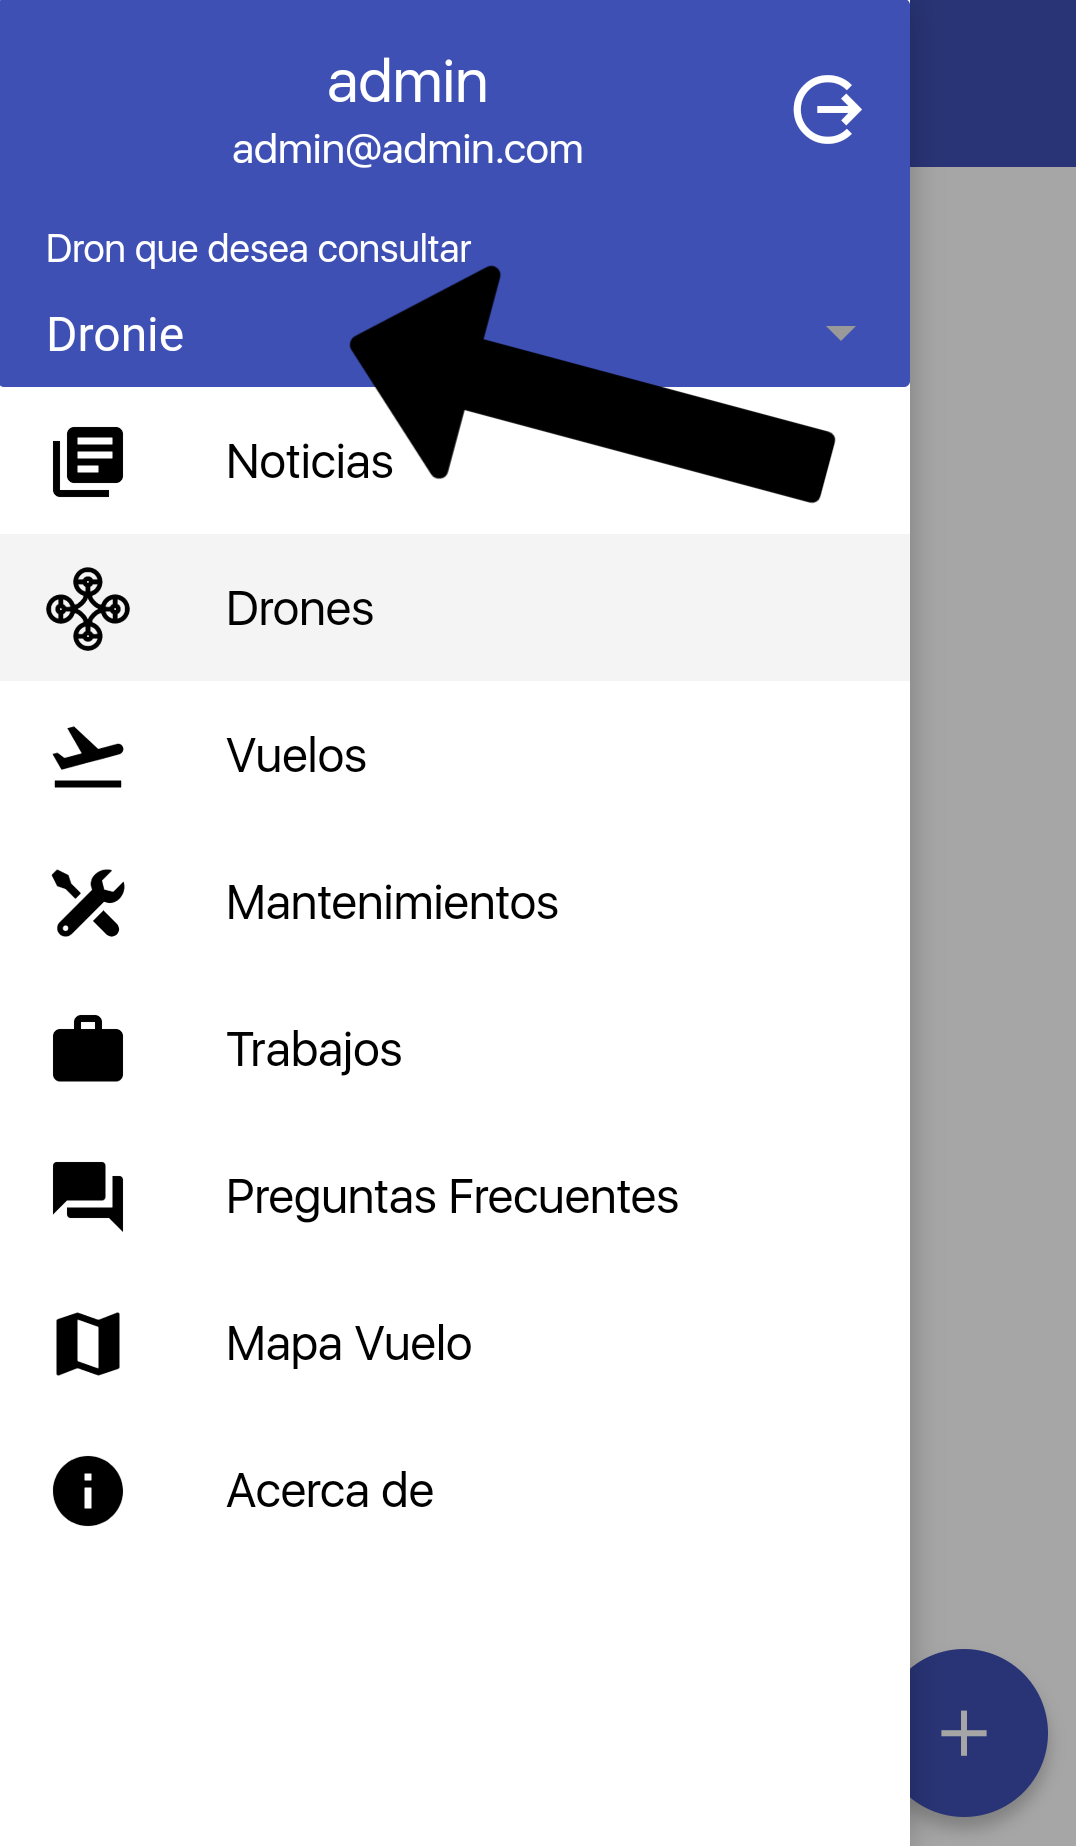 admin
admin@admin.com
Dron que desea consultar
Dronie
Noticias
Drones
Vuelos
Mantenimientos
Trabajos
Preguntas Frecuentes
Mapa Vuelo
Acerca de